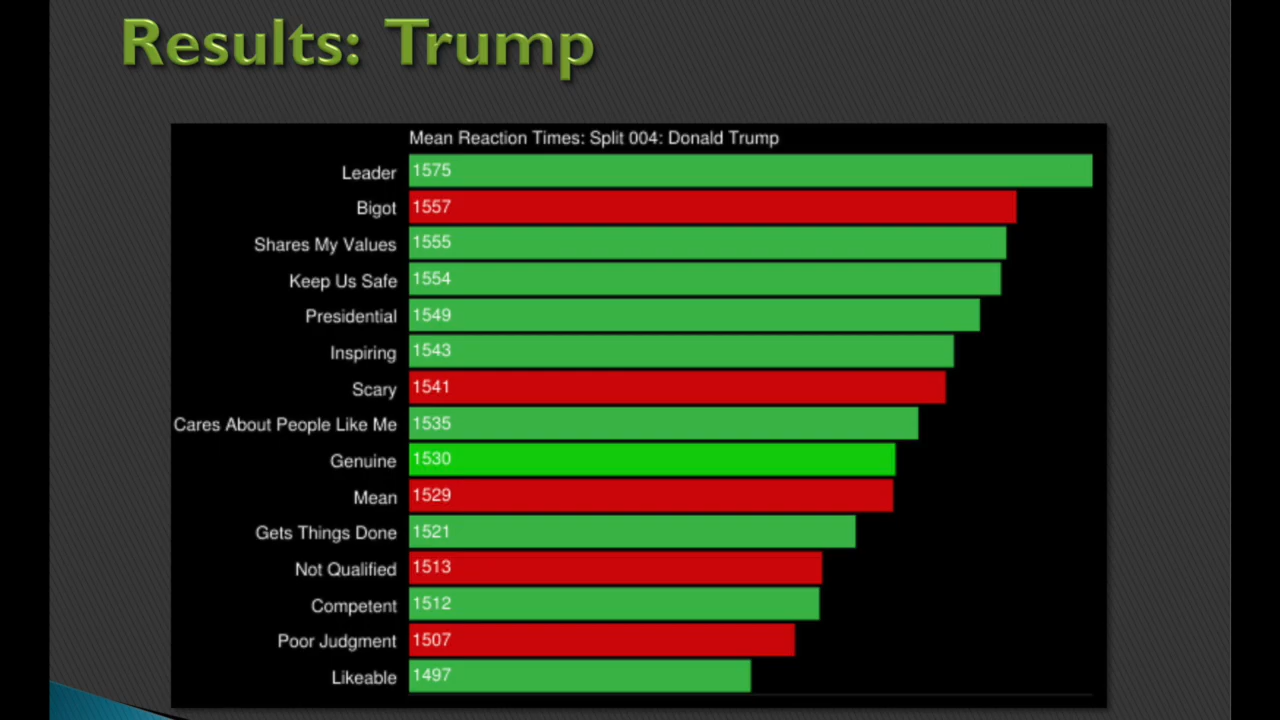 Results: Trump
Mean Reaction Times: Split 004: Donald Trump
Leader 1575
Bigot 1557
Shares My Values 1555
Keep Us Safe 1554
Presidential 1549
Inspiring 1543
Scary 1541
Cares About People Like Me 1535
Genuine 1530
Mean 1529
Gets Things Done 1521
Not Qualified 1513
Competent 1512
Poor Judgment 1507
Likeable 1497